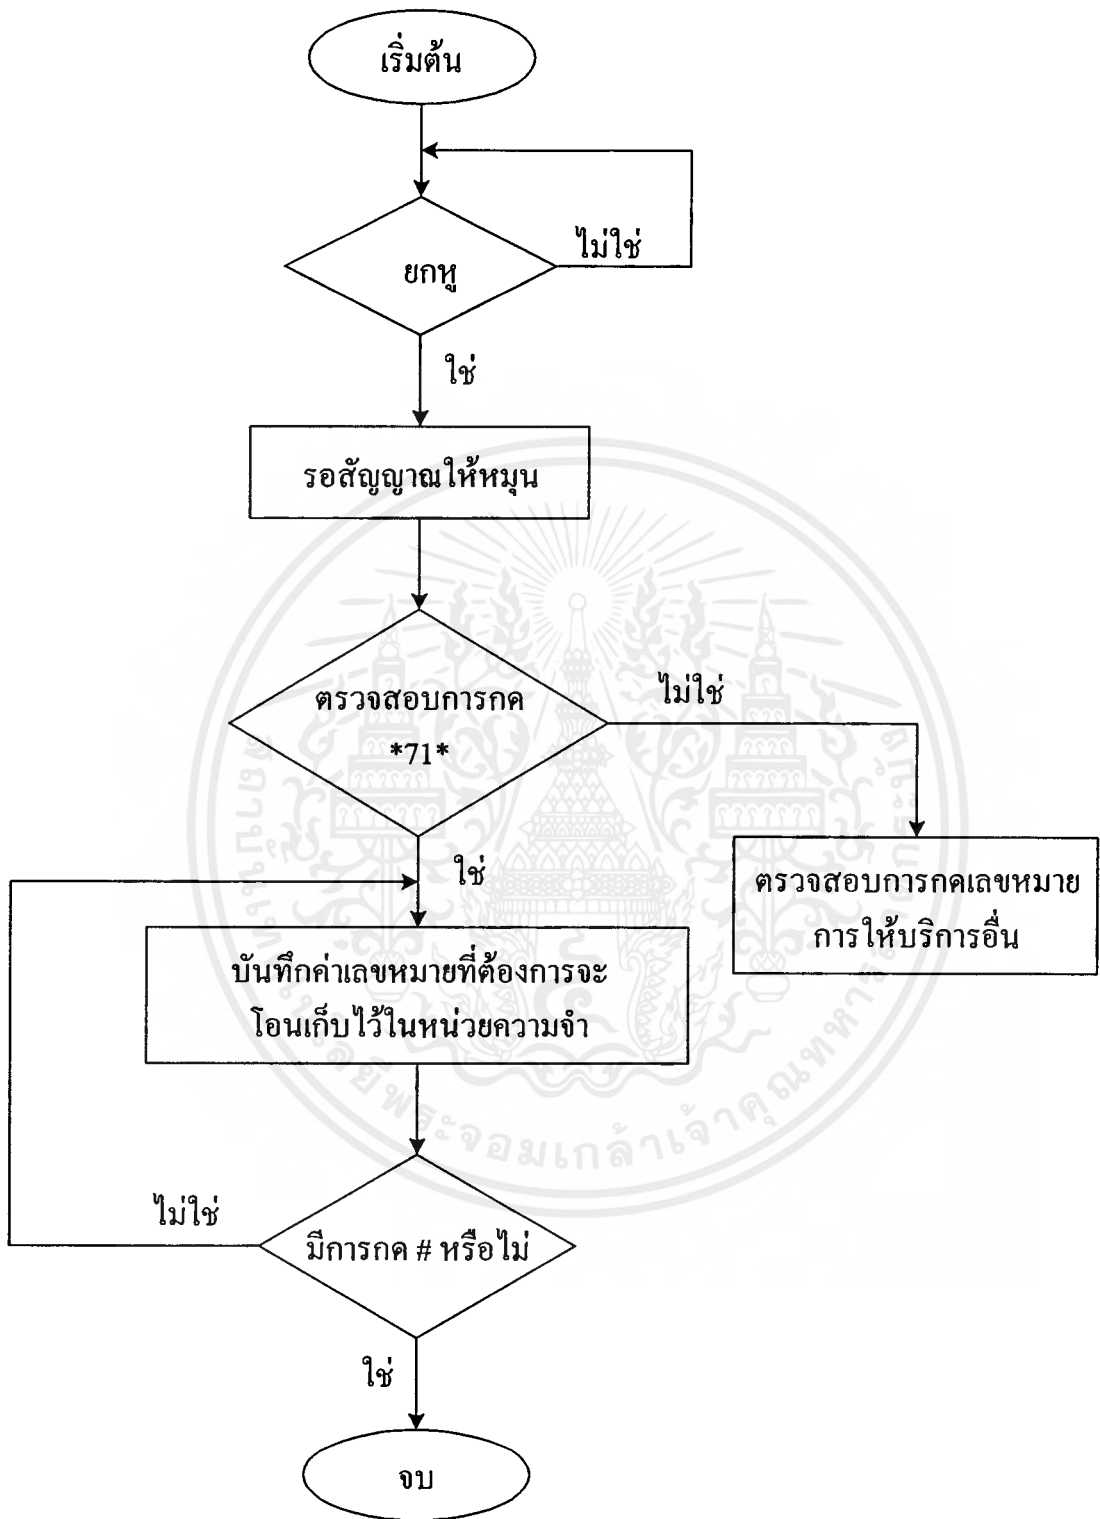 เริ่มต้น
ยกหู
ไม่ใช่
ใช่
รอสัญญาณให้หมุน
ตรวจสอบการกด
*71*
ไม่ใช่
ใช่
ตรวจสอบการกดเลขหมาย
การให้บริการอื่น
บันทึกค่าเลขหมายที่ต้องการจะ
โอนเก็บไว้ในหน่วยความจำ
ไม่ใช่
มีการกด # หรือไม่
ใช่
จบ